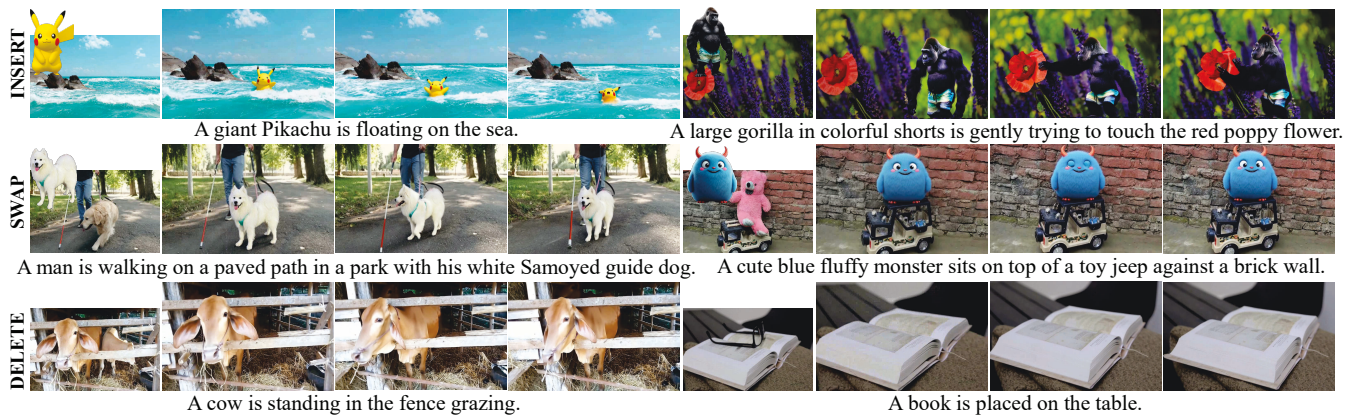 INSERT
A giant Pikachu is floating on the sea.
A large gorilla in colorful shorts is gently trying to touch the red poppy flower.
SWAP
A man is walking on a paved path in a park with his white Samoyed guide dog.
A cute blue fluffy monster sits on top of a toy jeep against a brick wall.
DELETE
A cow is standing in the fence grazing.
A book is placed on the table.